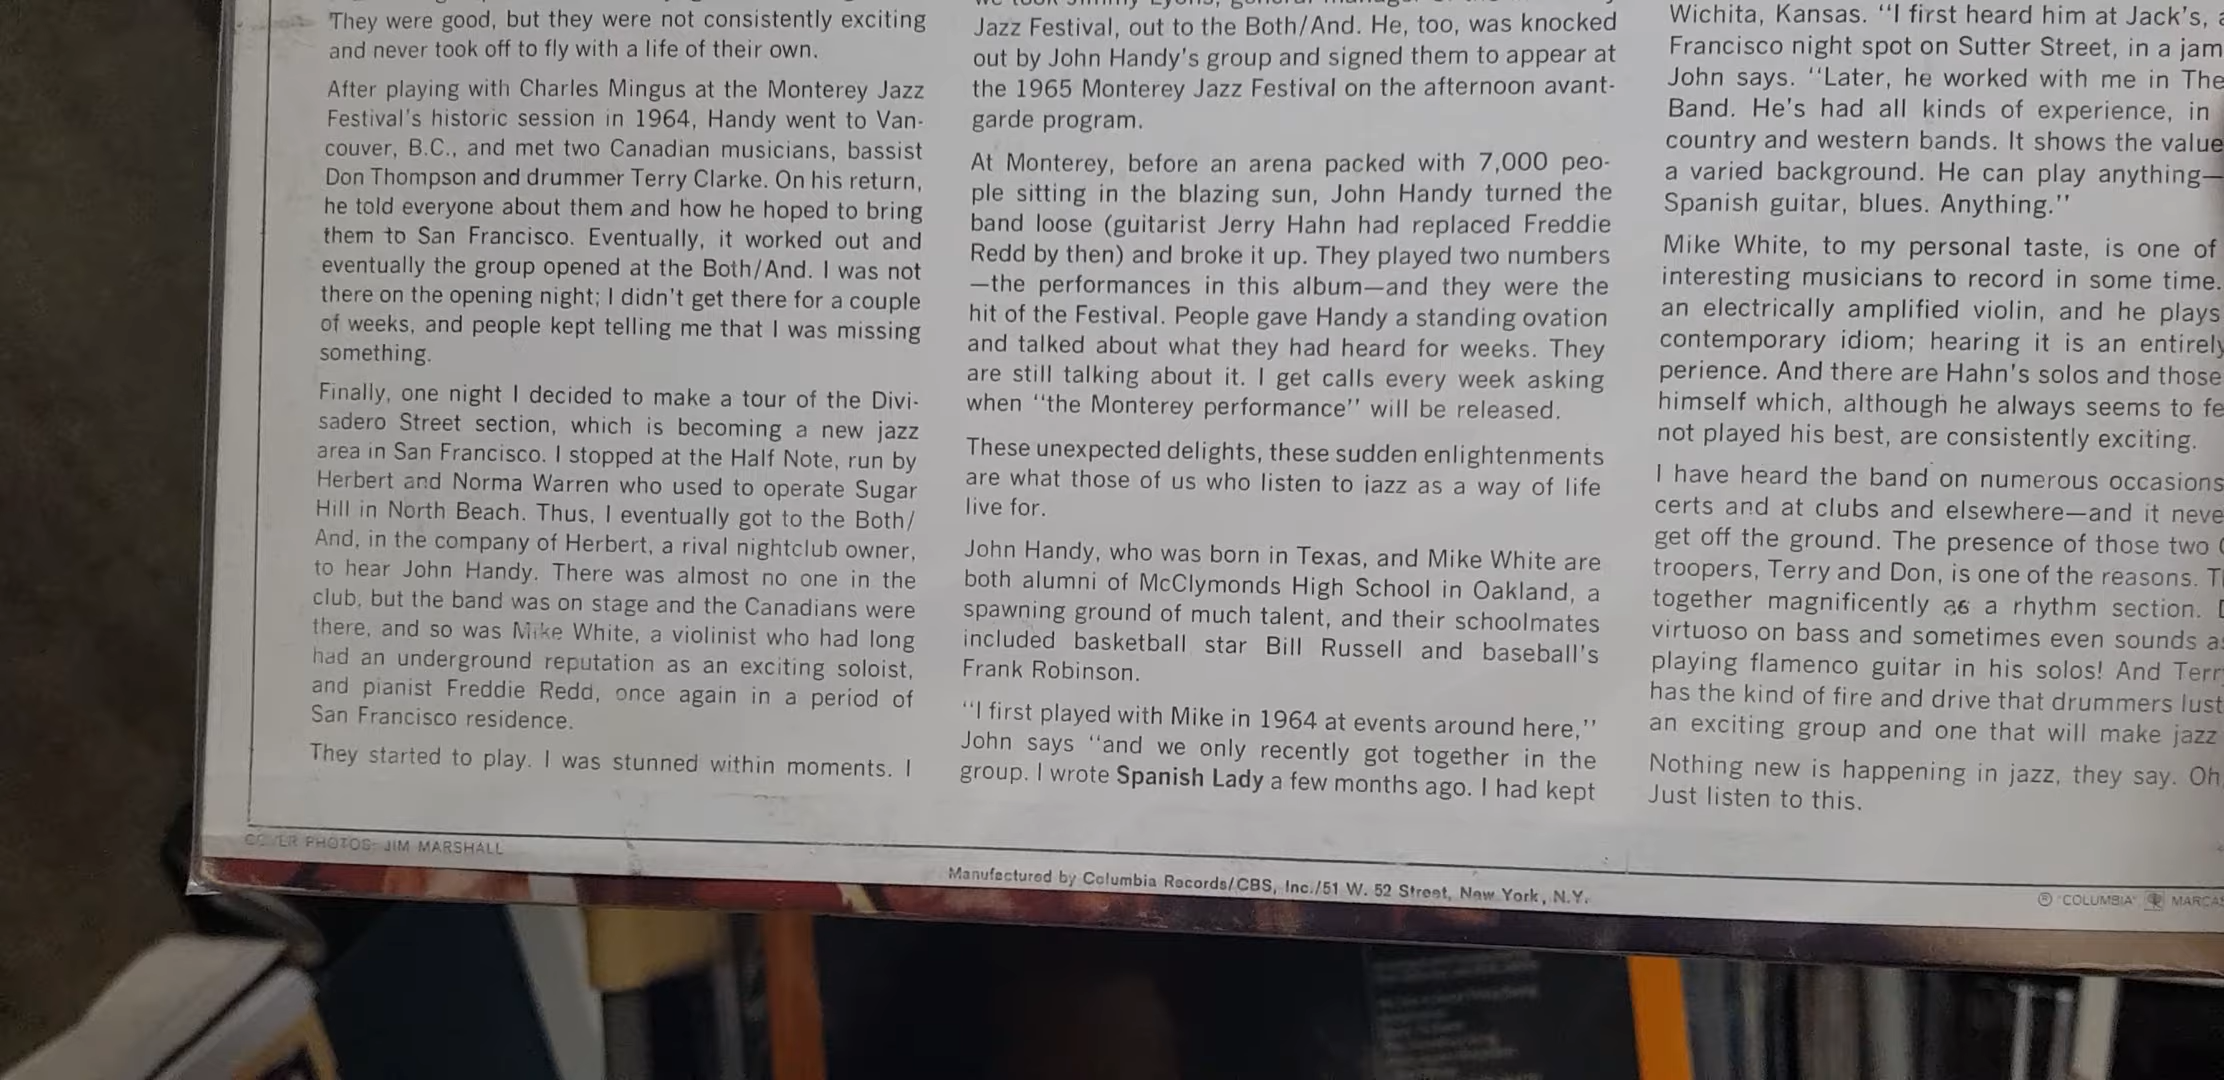 They were good, but they were not consistently exciting
and never took off to fly with a life of their own.
After playing with Charles Mingus at the Monterey Jazz
Festival's historic session in 1964, Handy went to Van-
couver, B.C., and met two Canadian musicians, bassist
Don Thompson and drummer Terry Clarke. On his return,
he told everyone about them and how he hoped to bring
them to San Francisco. Eventually, it worked out and
eventually the group opened at the Both/And. I was not
there on the opening night; I didn't get there for a couple
of weeks, and people kept telling me that I was missing
something.
Finally, one night I decided to make a tour of the Divi-
sadero Street section, which is becoming a new jazz
area in San Francisco. I stopped at the Half Note, run by
Herbert and Norma Warren who used to operate Sugar
Hill in North Beach. Thus, I eventually got to the Both/
And, in the company of Herbert, a rival nightclub owner,
to hear John Handy. There was almost no one in the
club, but the band was on stage and the Canadians were
there, and so was Mike White, a violinist who had long
had an underground reputation as an exciting soloist,
and pianist Freddie Redd, once again in a period of
San Francisco residence.
They started to play. I was stunned within moments. I
Jazz Festival, out to the Both/And. He, too, was knocked
out by John Handy's group and signed them to appear at
the 1965 Monterey Jazz Festival on the afternoon avant-
garde program.
At Monterey, before an arena packed with 7,000 peo-
ple sitting in the blazing sun, John Handy turned the
band loose (guitarist Jerry Hahn had replaced Freddie
Redd by then) and broke it up. They played two numbers
—the performances in this album—and they were the
hit of the Festival. People gave Handy a standing ovation
and talked about what they had heard for weeks. They
are still talking about it. I get calls every week asking
when "the Monterey performance" will be released.
These unexpected delights, these sudden enlightenments
are what those of us who listen to jazz as a way of life
live for.
John Handy, who was born in Texas, and Mike White are
both alumni of McClymonds High School in Oakland, a
spawning ground of much talent, and their schoolmates
included basketball star Bill Russell and baseball's
Frank Robinson.
"I first played with Mike in 1964 at events around here,"
John says "and we only recently got together in the
group. I wrote Spanish Lady a few months ago. I had kept
Wichita, Kansas. "I first heard him at Jack's,
Francisco night spot on Sutter Street, in a jam
John says. "Later, he worked with me in The
Band. He's had all kinds of experience, in
country and western bands. It shows the value
a varied background. He can play anything—
Spanish guitar, blues. Anything."
Mike White, to my personal taste, is one of
interesting musicians to record in some time.
an electrically amplified violin, and he plays
contemporary idiom; hearing it is an entirely
perience. And there are Hahn's solos and those
himself which, although he always seems to fe
not played his best, are consistently exciting.
I have heard the band on numerous occasions
certs and at clubs and elsewhere—and it neve
get off the ground. The presence of those two
troopers, Terry and Don, is one of the reasons.
together magnificently as a rhythm section.
virtuoso on bass and sometimes even sounds
playing flamenco guitar in his solos! And Terr
has the kind of fire and drive that drummers lust
an exciting group and one that will make jazz
Nothing new is happening in jazz, they say. Oh
Just listen to this.
COVER PHOTOS: JIM MARSHALL
Manufactured by Columbia Records/CBS, Inc./51 W. 52 Street, New York, N.Y.
® "COLUMBIA" MARCAS